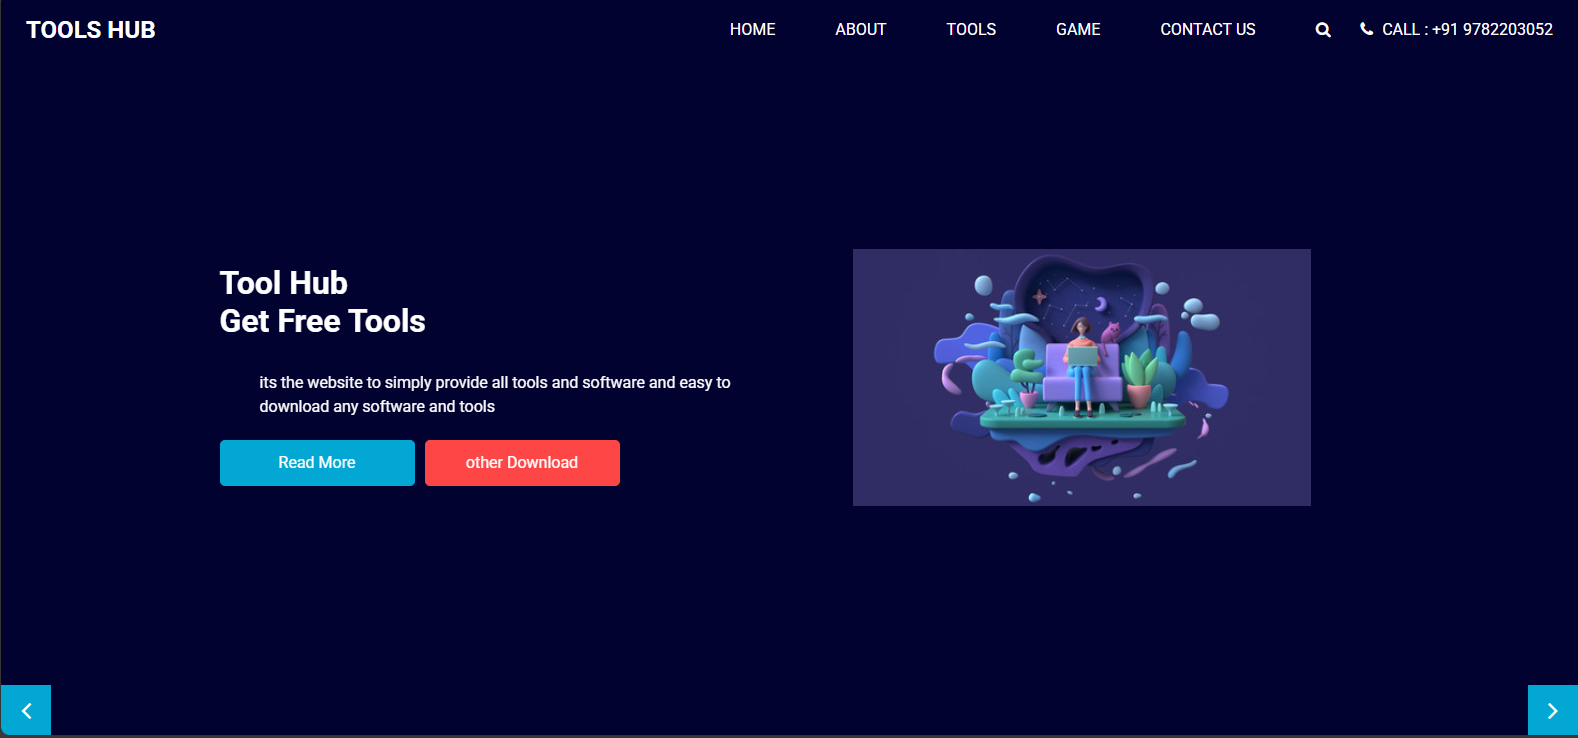 TOOLS HUB
HOME ABOUT TOOLS GAME CONTACT US CALL : +91 9782203052
Tool Hub
Get Free Tools
its the website to simply provide all tools and software and easy to
download any software and tools
Read More other Download